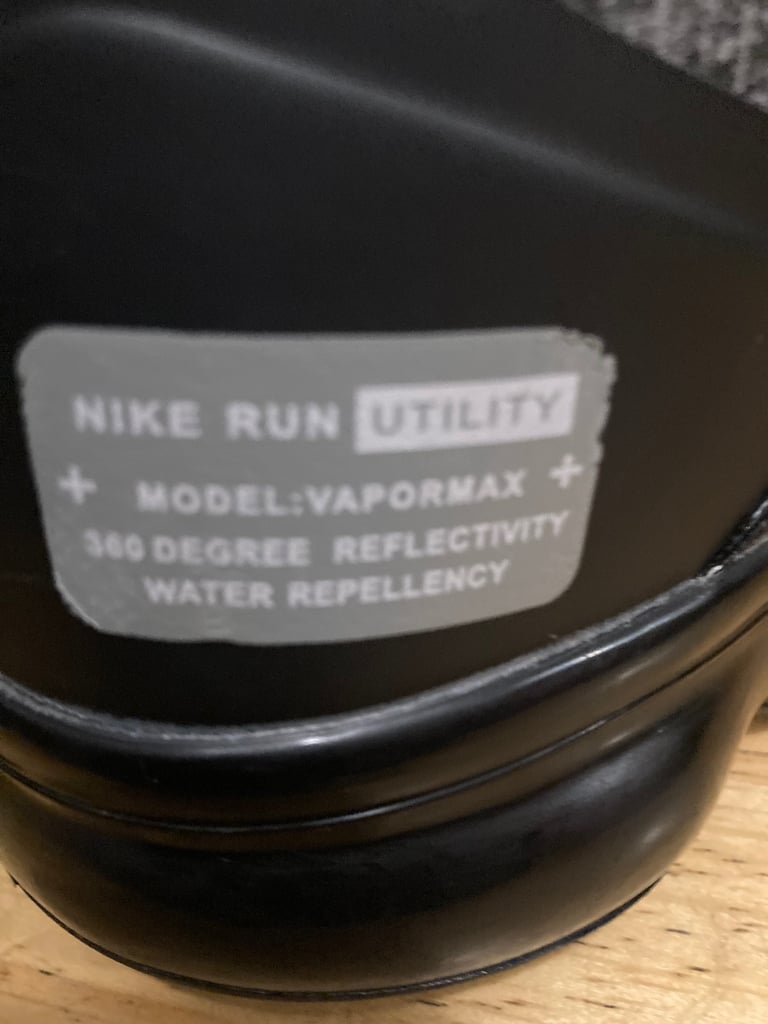 NIKE RUN UTILITY
+ MODEL:VAPORMAX +
360 DEGREE REFLECTIVITY
WATER REPELLENCY